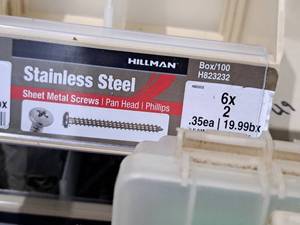 HILLMAN
Box/100
H823232
Stainless Steel
Sheet Metal Screws | Pan Head | Phillips
6x
2
.35ea | 19.99bx